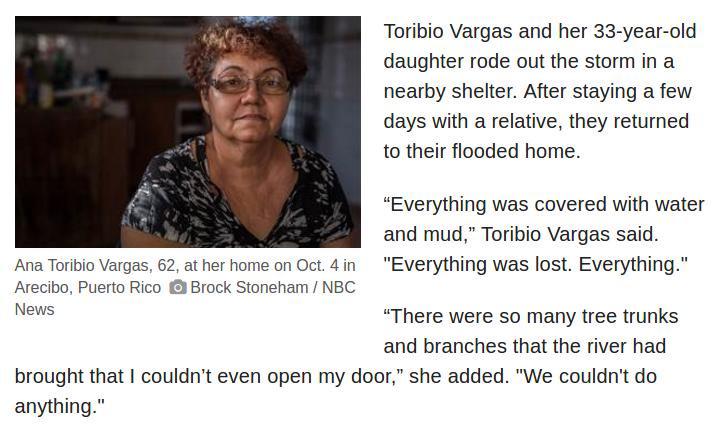 Toribio Vargas and her 33-year-old
daughter rode out the storm in a
nearby shelter. After staying a few
days with a relative, they returned
to their flooded home.
“Everything was covered with water
and mud,” Toribio Vargas said.
"Everything was lost. Everything."
“There were so many tree trunks
and branches that the river had
brought that I couldn’t even open my door,” she added. "We couldn't do
anything."
Ana Toribio Vargas, 62, at her home on Oct. 4 in
Arecibo, Puerto Rico Brock Stoneham / NBC
News